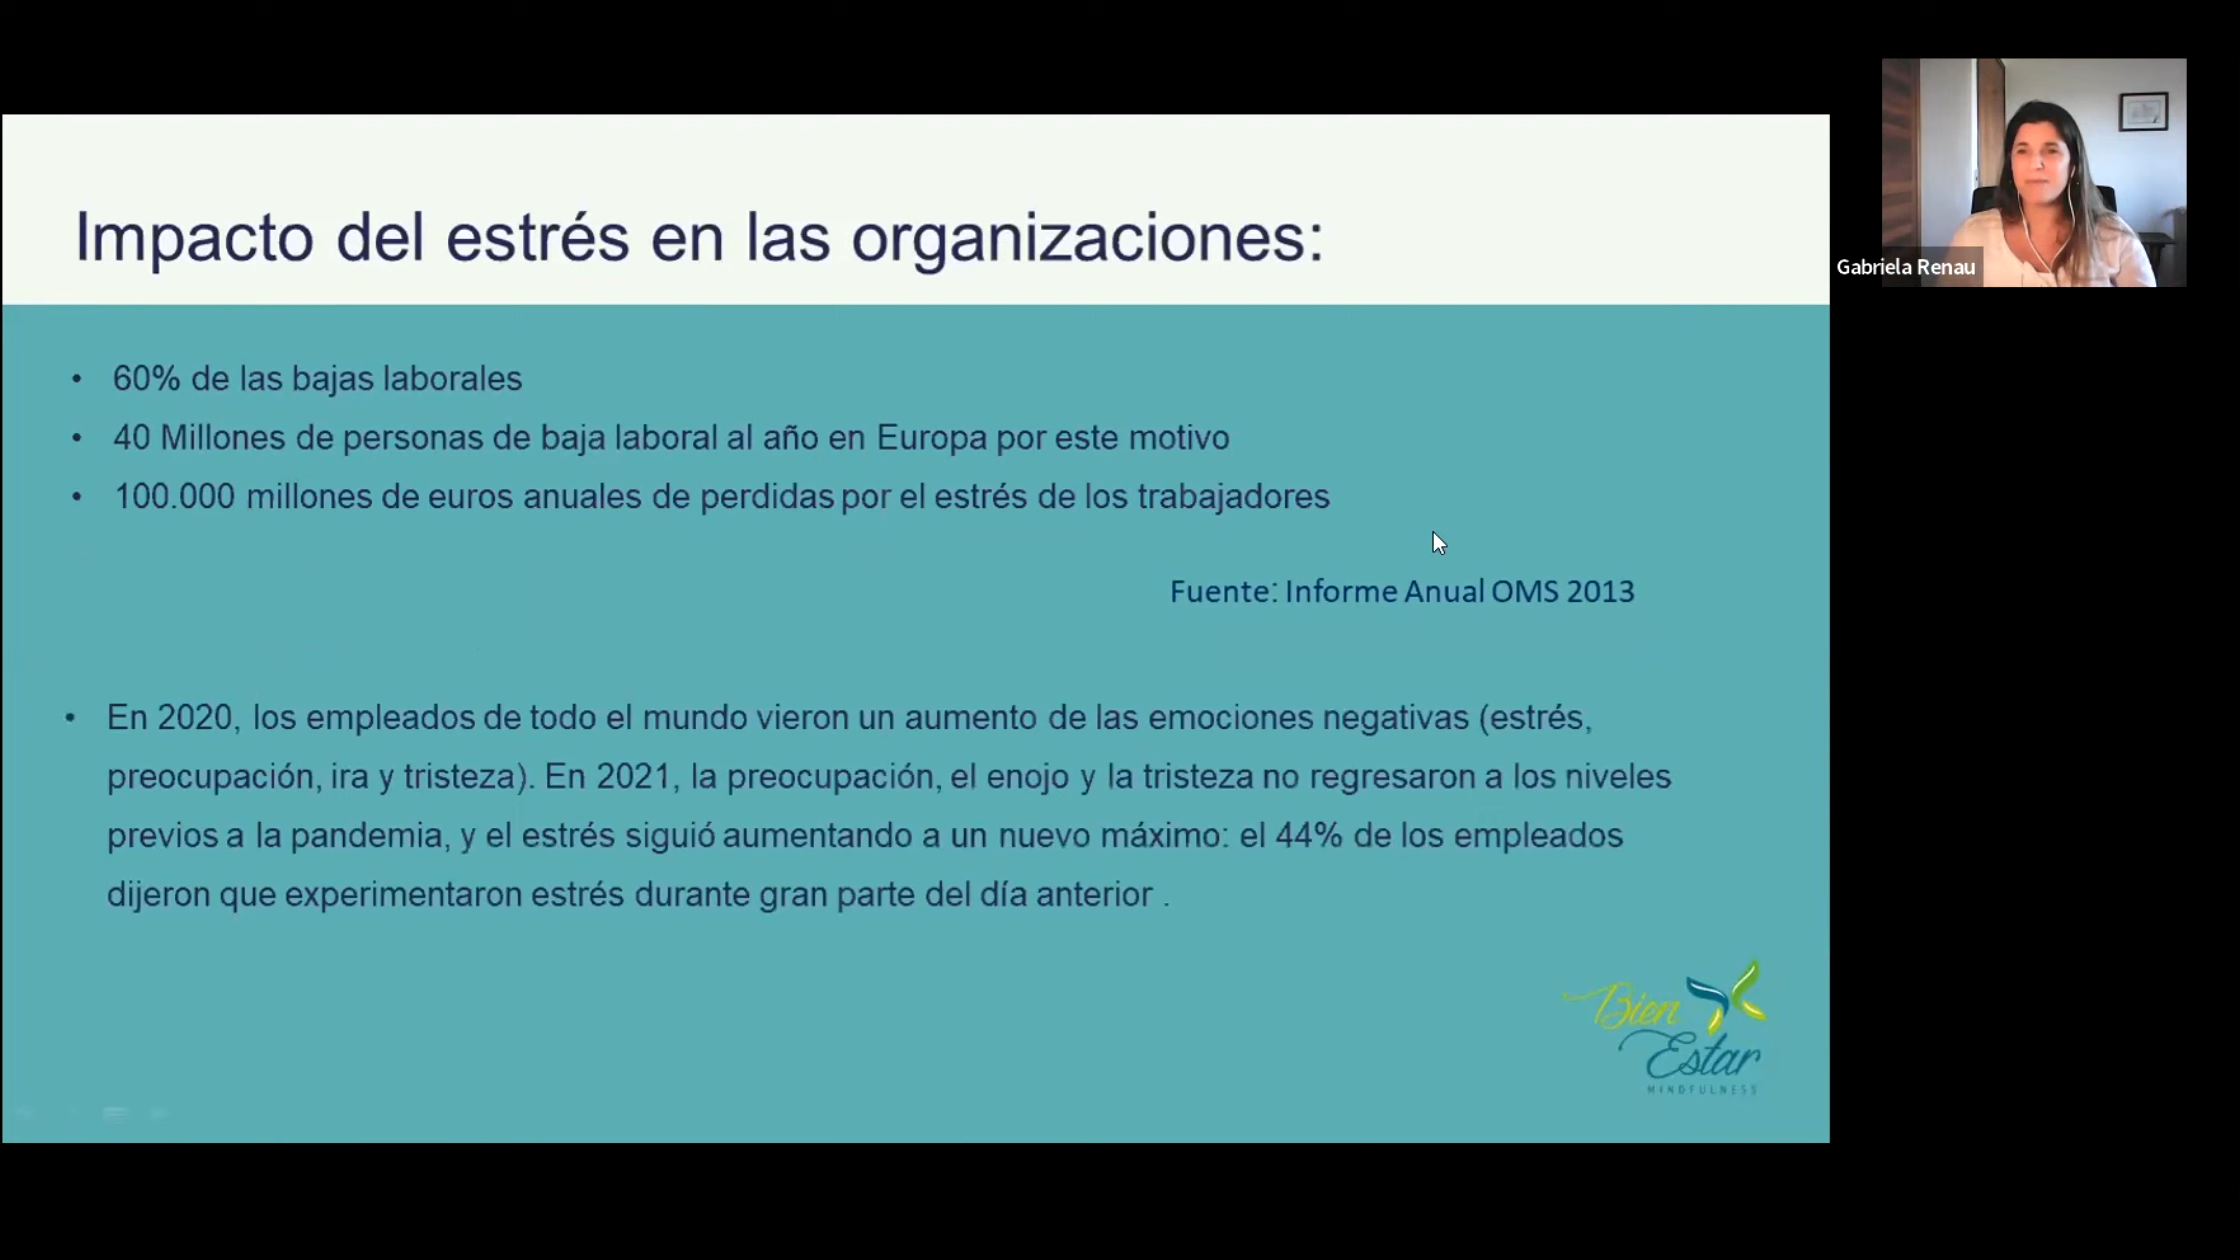 Impacto del estrés en las organizaciones:
Gabriela Renau
• 60% de las bajas laborales
• 40 Millones de personas de baja laboral al año en Europa por este motivo
• 100.000 millones de euros anuales de perdidas por el estrés de los trabajadores
Fuente: Informe Anual OMS 2013
• En 2020, los empleados de todo el mundo vieron un aumento de las emociones negativas (estrés,
preocupación, ira y tristeza). En 2021, la preocupación, el enojo y la tristeza no regresaron a los niveles
previos a la pandemia, y el estrés siguió aumentando a un nuevo máximo: el 44% de los empleados
dijeron que experimentaron estrés durante gran parte del día anterior .
Bien
Estar
MINDFULNESS